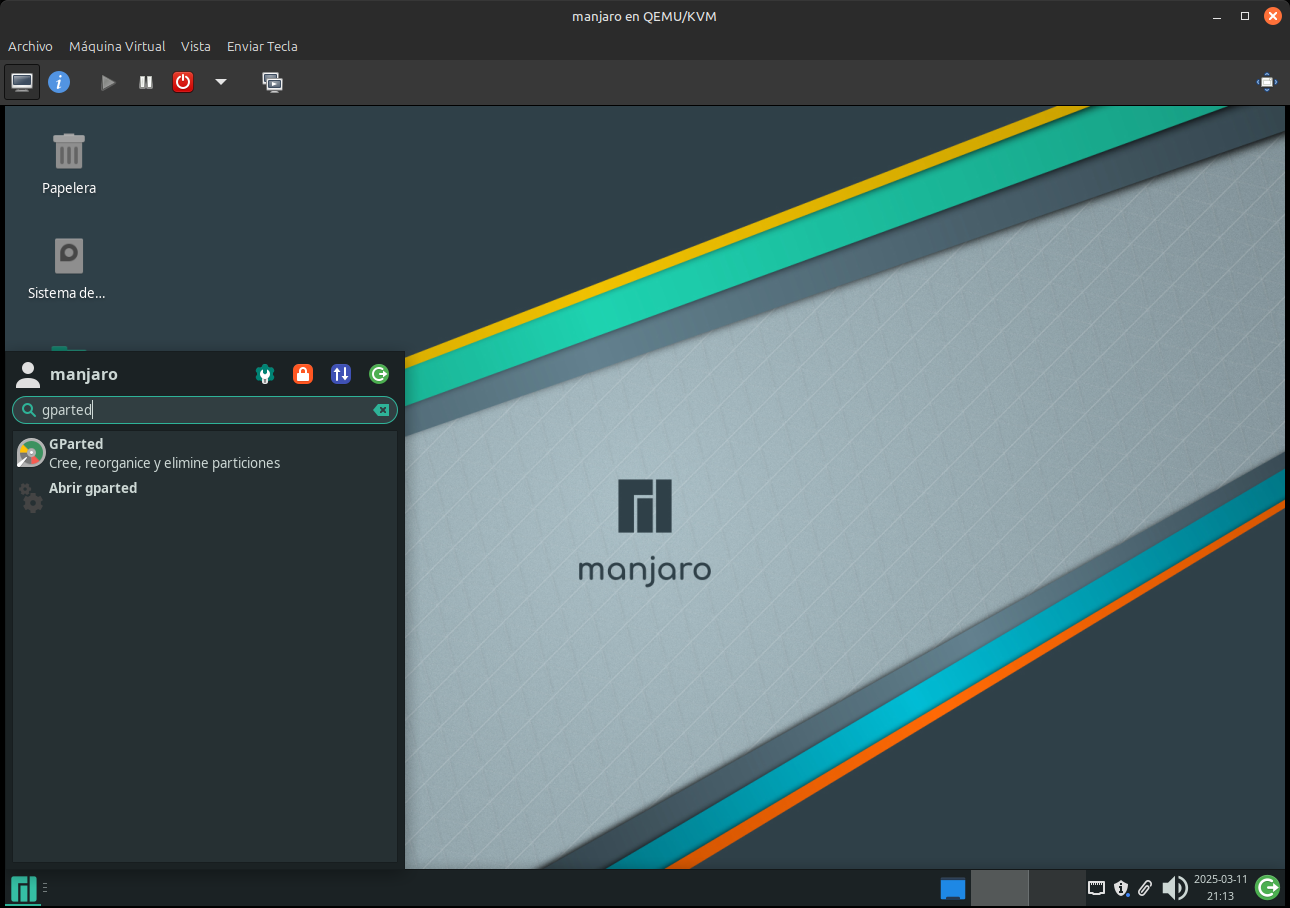 manjaro en QEMU/KVM
Archivo Máquina Virtual Vista Enviar Tecla
Papelera
Sistema de...
manjaro
gparted
GParted
Cree, reorganice y elimine particiones
Abrir gparted
manjaro
2025-03-11
21:13